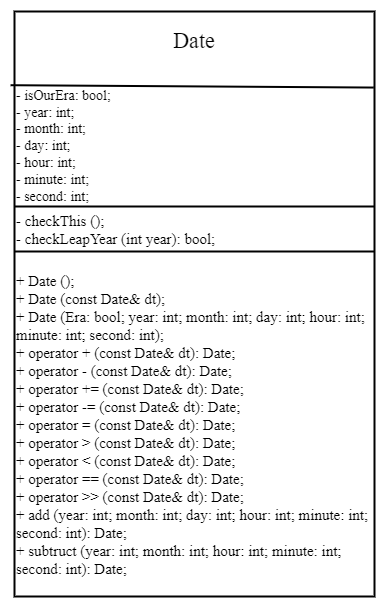 Date
- isOurEra: bool;
- year: int;
- month: int;
- day: int;
- hour: int;
- minute: int;
- second: int;
- checkThis ();
- checkLeapYear (int year): bool;
+ Date ();
+ Date (const Date& dt);
+ Date (Era: bool; year: int; month: int; day: int; hour: int;
minute: int; second: int);
+ operator + (const Date& dt): Date;
+ operator - (const Date& dt): Date;
+ operator += (const Date& dt): Date;
+ operator -= (const Date& dt): Date;
+ operator = (const Date& dt): Date;
+ operator > (const Date& dt): Date;
+ operator < (const Date& dt): Date;
+ operator == (const Date& dt): Date;
+ operator >> (const Date& dt): Date;
+ add (year: int; month: int; day: int; hour: int; minute: int;
second: int): Date;
+ subtruct (year: int; month: int; hour: int; minute: int;
second: int): Date;